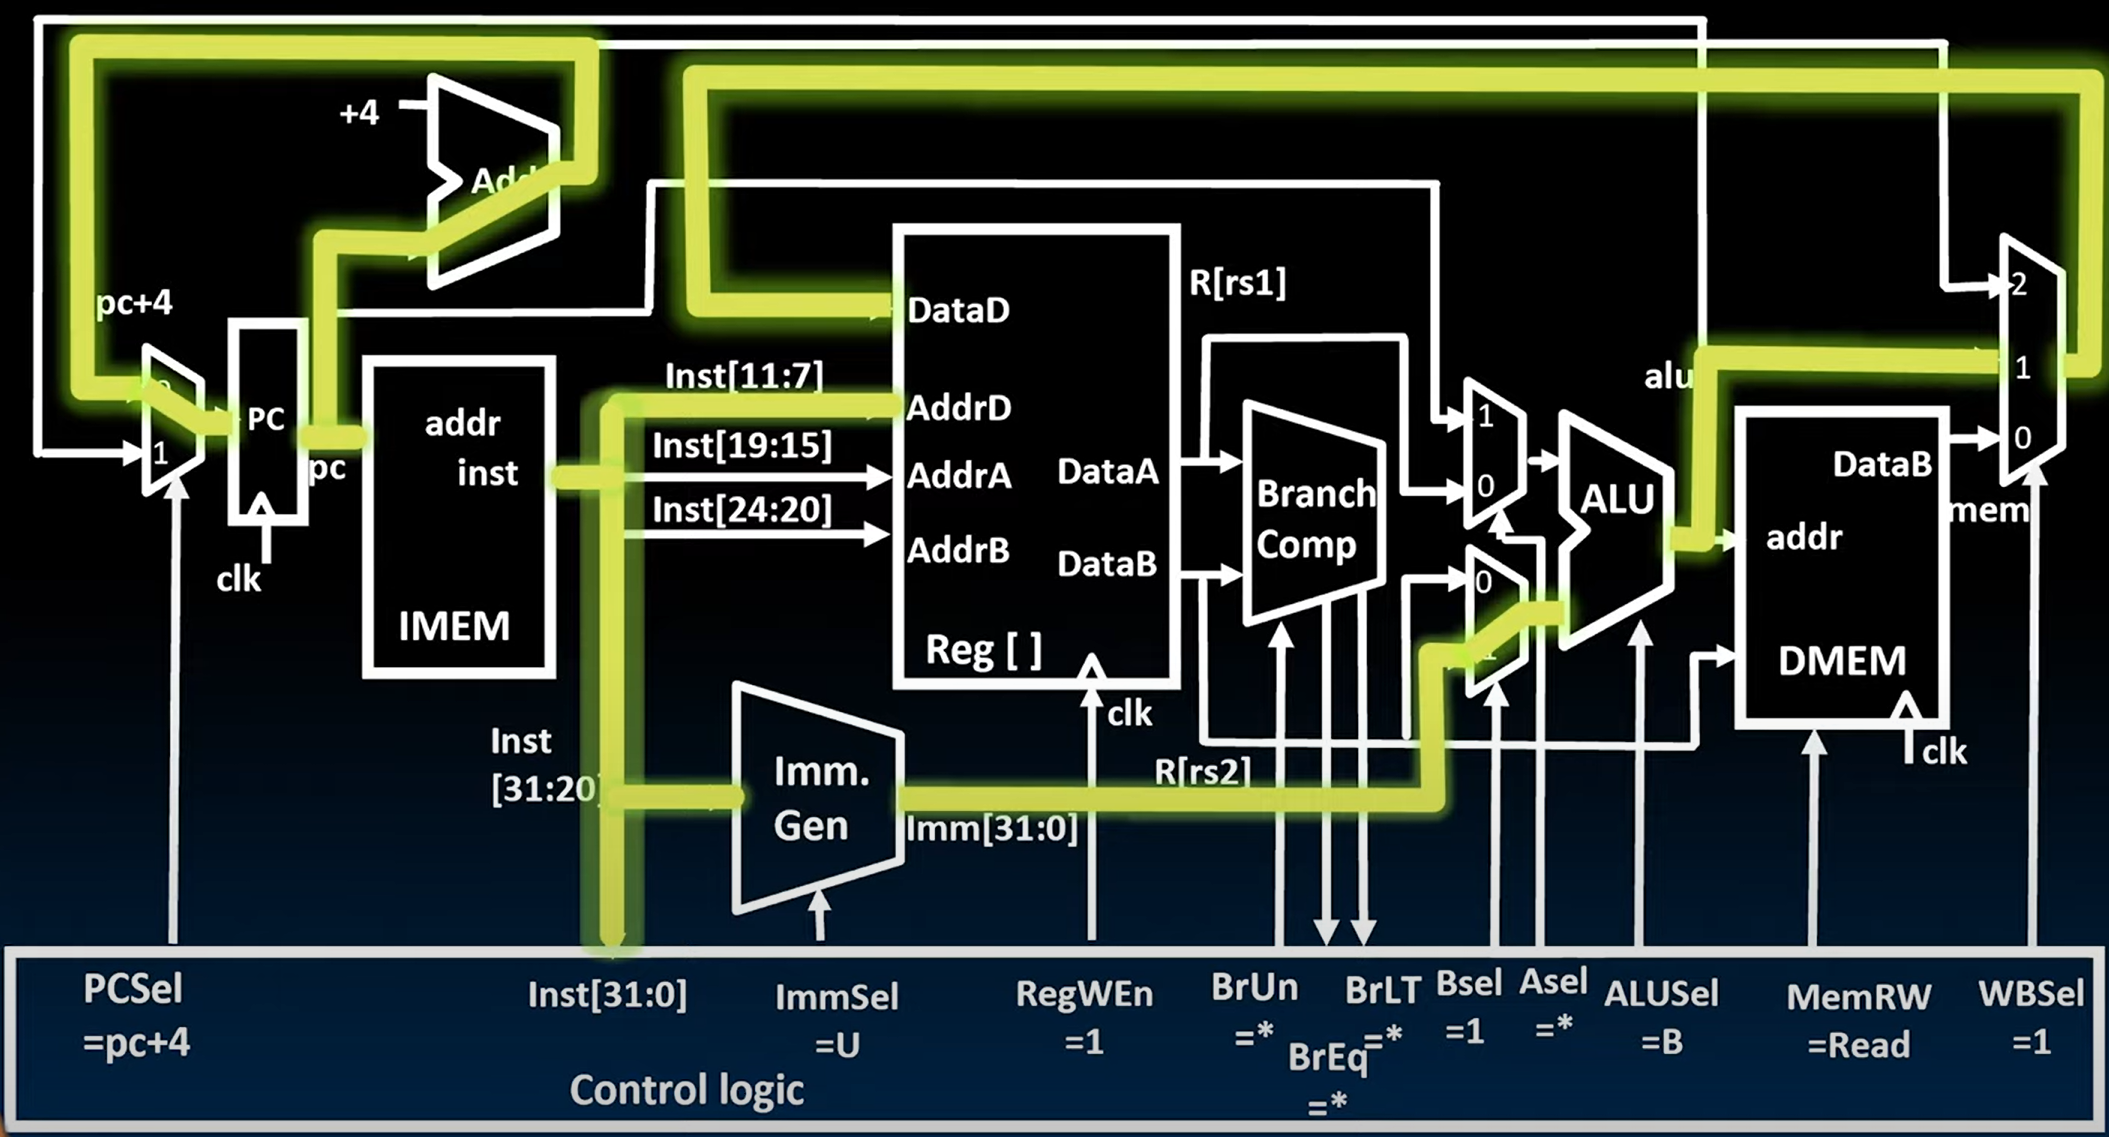 +4
Add
pc+4
R[rs1]
2
DataD
Inst[11:7]
alu
1
PC
addr
AddrD
1
Inst[19:15]
0
1
pc
inst
AddrA
DataA
Branch
0
ALU
DataB
Inst[24:20]
mem
Comp
addr
AddrB
DataB
clk
0
IMEM
Reg [ ]
1
DMEM
clk
Inst
clk
[31:20]
Imm.
R[rs2]
Gen
Imm[31:0]
PCSel
Inst[31:0]
ImmSel
RegWEn
BrUn
BrLT
Bsel
Asel
ALUSel
MemRW
WBSel
=pc+4
=U
=1
=*
BrEq
=*
=1
=*
=B
=Read
=1
Control logic
=*